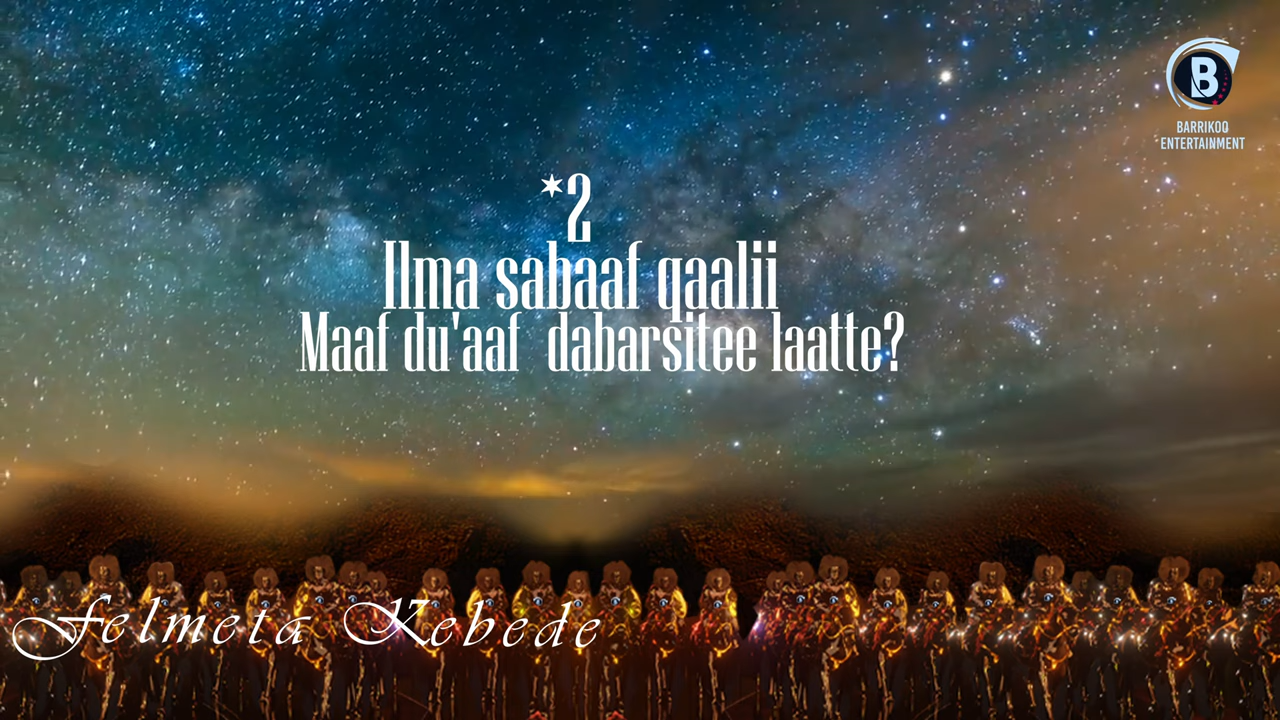 BARRIKOO
ENTERTAINMENT
*2
Ilma sabaaf qaalii
Maaf du'aaf dabarsitee laatte?
Felmeta Kebede